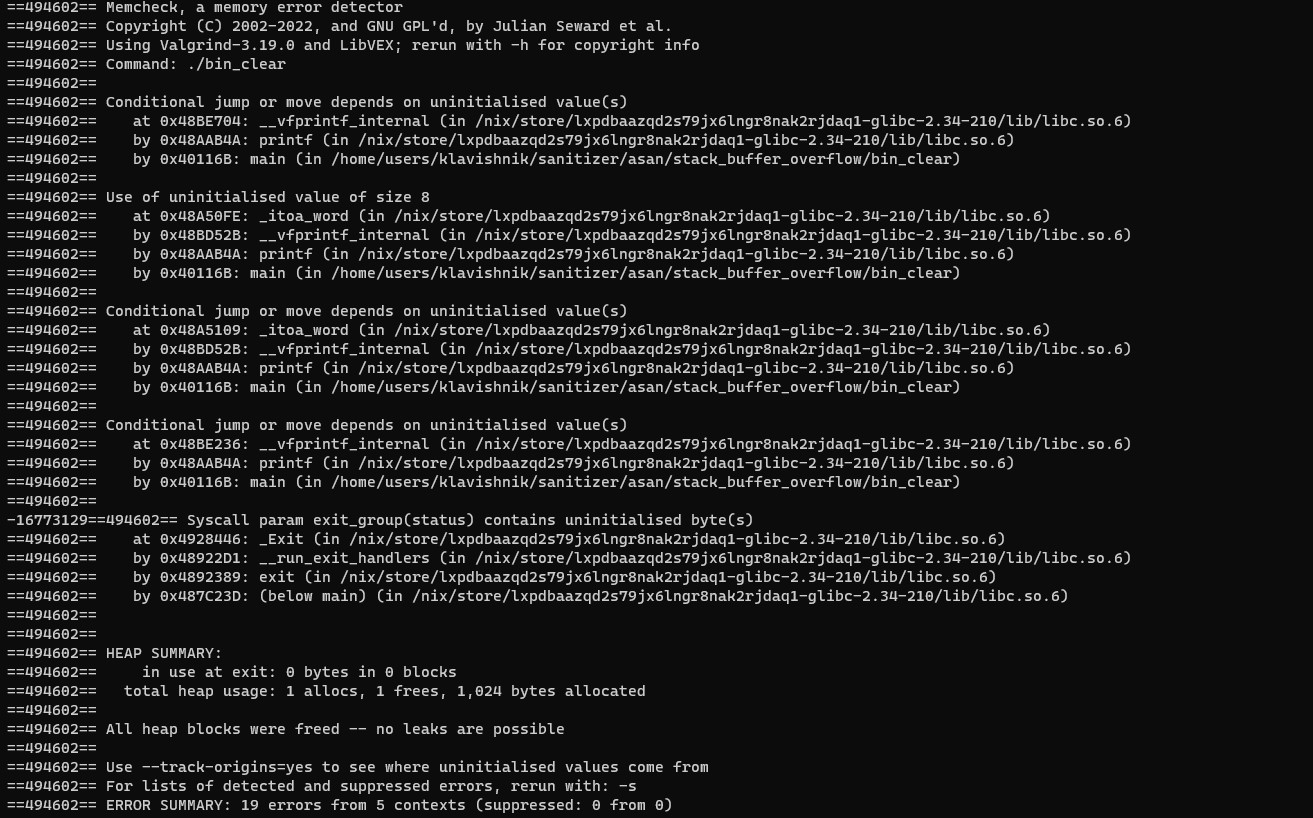 ==494602== Memcheck, a memory error detector
==494602== Copyright (C) 2002-2022, and GNU GPL'd, by Julian Seward et al.
==494602== Using Valgrind-3.19.0 and LibVEX; rerun with -h for copyright info
==494602== Command: ./bin_clear
==494602==
==494602== Conditional jump or move depends on uninitialised value(s)
==494602==    at 0x48BE704: __vfprintf_internal (in /nix/store/lxpdbaazqd2s79jx6lngr8nak2rjdaq1-glibc-2.34-210/lib/libc.so.6)
==494602==    by 0x48AAB4A: printf (in /nix/store/lxpdbaazqd2s79jx6lngr8nak2rjdaq1-glibc-2.34-210/lib/libc.so.6)
==494602==    by 0x40116B: main (in /home/users/klavishnik/sanitizer/asan/stack_buffer_overflow/bin_clear)
==494602==
==494602== Use of uninitialised value of size 8
==494602==    at 0x48A50FE: _itoa_word (in /nix/store/lxpdbaazqd2s79jx6lngr8nak2rjdaq1-glibc-2.34-210/lib/libc.so.6)
==494602==    by 0x48BD52B: __vfprintf_internal (in /nix/store/lxpdbaazqd2s79jx6lngr8nak2rjdaq1-glibc-2.34-210/lib/libc.so.6)
==494602==    by 0x48AAB4A: printf (in /nix/store/lxpdbaazqd2s79jx6lngr8nak2rjdaq1-glibc-2.34-210/lib/libc.so.6)
==494602==    by 0x40116B: main (in /home/users/klavishnik/sanitizer/asan/stack_buffer_overflow/bin_clear)
==494602==
==494602== Conditional jump or move depends on uninitialised value(s)
==494602==    at 0x48A5109: _itoa_word (in /nix/store/lxpdbaazqd2s79jx6lngr8nak2rjdaq1-glibc-2.34-210/lib/libc.so.6)
==494602==    by 0x48BD52B: __vfprintf_internal (in /nix/store/lxpdbaazqd2s79jx6lngr8nak2rjdaq1-glibc-2.34-210/lib/libc.so.6)
==494602==    by 0x48AAB4A: printf (in /nix/store/lxpdbaazqd2s79jx6lngr8nak2rjdaq1-glibc-2.34-210/lib/libc.so.6)
==494602==    by 0x40116B: main (in /home/users/klavishnik/sanitizer/asan/stack_buffer_overflow/bin_clear)
==494602==
==494602== Conditional jump or move depends on uninitialised value(s)
==494602==    at 0x48BE236: __vfprintf_internal (in /nix/store/lxpdbaazqd2s79jx6lngr8nak2rjdaq1-glibc-2.34-210/lib/libc.so.6)
==494602==    by 0x48AAB4A: printf (in /nix/store/lxpdbaazqd2s79jx6lngr8nak2rjdaq1-glibc-2.34-210/lib/libc.so.6)
==494602==    by 0x40116B: main (in /home/users/klavishnik/sanitizer/asan/stack_buffer_overflow/bin_clear)
==494602==
-16773129==494602== Syscall param exit_group(status) contains uninitialised byte(s)
==494602==    at 0x4928446: _Exit (in /nix/store/lxpdbaazqd2s79jx6lngr8nak2rjdaq1-glibc-2.34-210/lib/libc.so.6)
==494602==    by 0x48922D1: __run_exit_handlers (in /nix/store/lxpdbaazqd2s79jx6lngr8nak2rjdaq1-glibc-2.34-210/lib/libc.so.6)
==494602==    by 0x4892389: exit (in /nix/store/lxpdbaazqd2s79jx6lngr8nak2rjdaq1-glibc-2.34-210/lib/libc.so.6)
==494602==    by 0x487C23D: (below main) (in /nix/store/lxpdbaazqd2s79jx6lngr8nak2rjdaq1-glibc-2.34-210/lib/libc.so.6)
==494602==
==494602==
==494602== HEAP SUMMARY:
==494602==     in use at exit: 0 bytes in 0 blocks
==494602==   total heap usage: 1 allocs, 1 frees, 1,024 bytes allocated
==494602==
==494602== All heap blocks were freed -- no leaks are possible
==494602==
==494602== Use --track-origins=yes to see where uninitialised values come from
==494602== For lists of detected and suppressed errors, rerun with: -s
==494602== ERROR SUMMARY: 19 errors from 5 contexts (suppressed: 0 from 0)